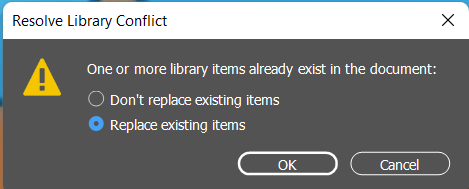 Resolve Library Conflict
One or more library items already exist in the document:
Don't replace existing items
Replace existing items
OK
Cancel